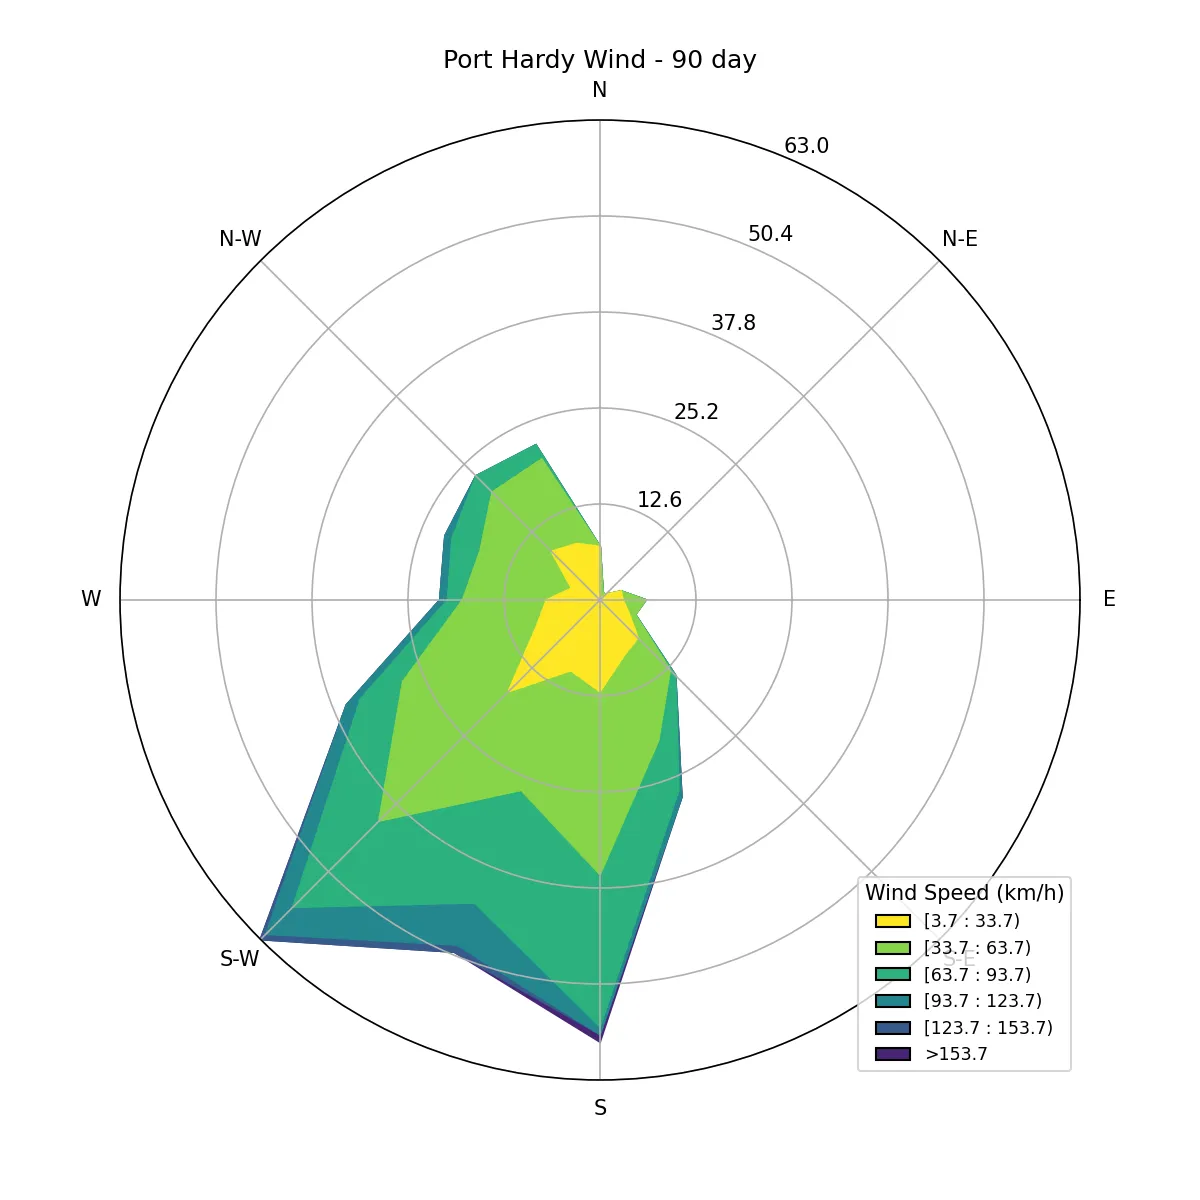 Port Hardy Wind - 90 day
N
63.0
50.4
N-W
N-E
37.8
25.2
12.6
W
E
Wind Speed (km/h)
[3.7 : 33.7)
[33.7 : 63.7)
S-W
S-E
[63.7 : 93.7)
[93.7 : 123.7)
[123.7 : 153.7)
>153.7
S